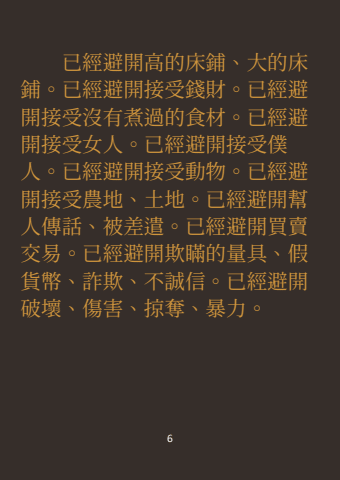 已經避開高的床鋪、大的床
鋪。已經避開接受錢財。已經避
開接受沒有煮過的食材。已經避
開接受女人。已經避開接受僕
人。已經避開接受動物。已經避
開接受農地、土地。已經避開幫
人傳話、被差遣。已經避開買賣
交易。已經避開欺瞞的量具、假
貨幣、詐欺、不誠信。已經避開
破壞、傷害、掠奪、暴力。
6